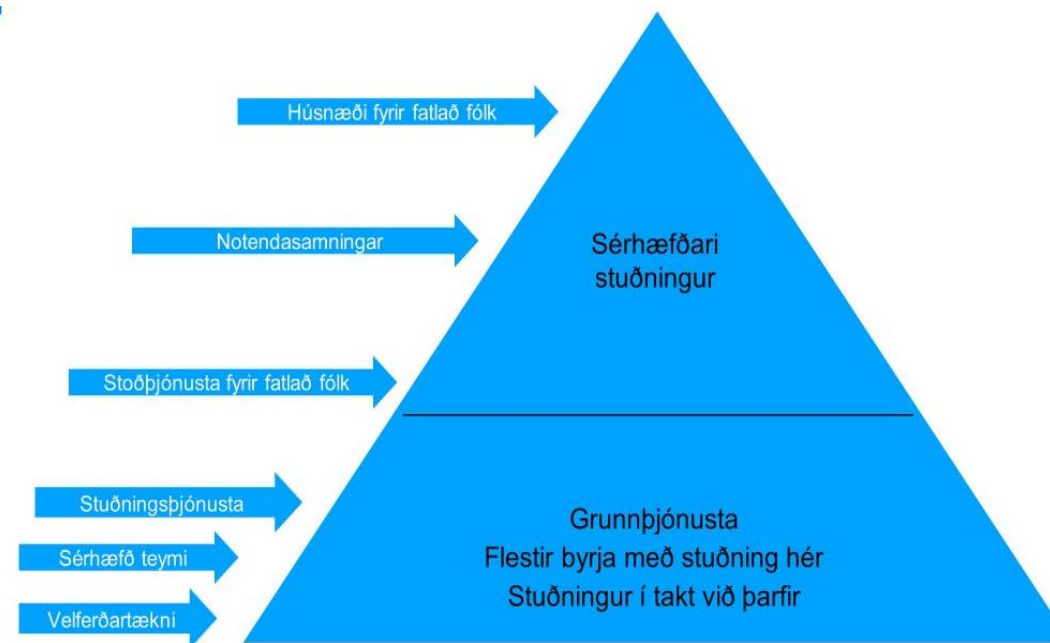 Húsnæði fyrir fatlað fólk
Notendasamningar
Sérhæfðari
stuðningur
Stoðþjónusta fyrir fatlað fólk
Stuðningsþjónusta
Sérhæfð teymi
Velferðartækni
Grunnþjónusta
Flestir byrja með stuðning hér
Stuðningur í takt við þarfir